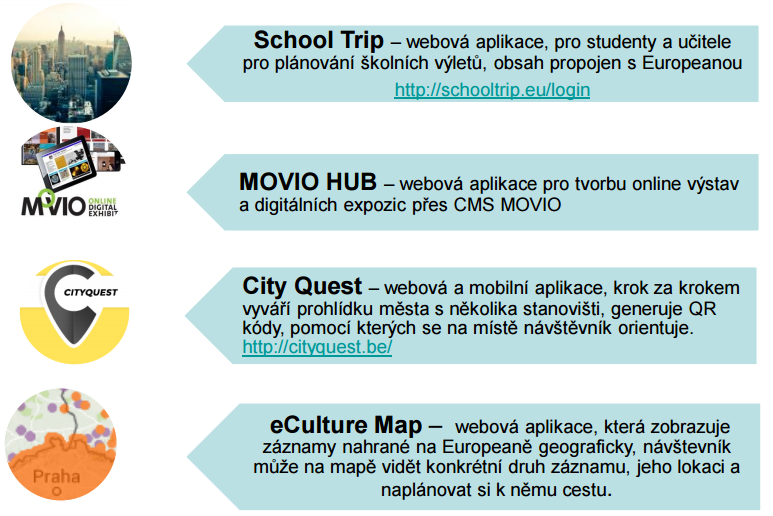 School Trip – webová aplikace, pro studenty a učitele
pro plánování školních výletů, obsah propojen s Europeanou
http://schooltrip.eu/login
MOVIO ONLINE
DIGITAL
EXHIBIT
MOVIO HUB – webová aplikace pro tvorbu online výstav
a digitálních expozic přes CMS MOVIO
CITYQUEST
City Quest – webová a mobilní aplikace, krok za krokem
vyváří prohlídku města s několika stanovišti, generuje QR
kódy, pomocí kterých se na místě návštěvník orientuje.
http://cityquest.be/
Praha
eCulture Map – webová aplikace, která zobrazuje
záznamy nahrané na Europeaně geograficky, návštevník
může na mapě vidět konkrétní druh záznamu, jeho lokaci a
naplánovat si k němu cestu.